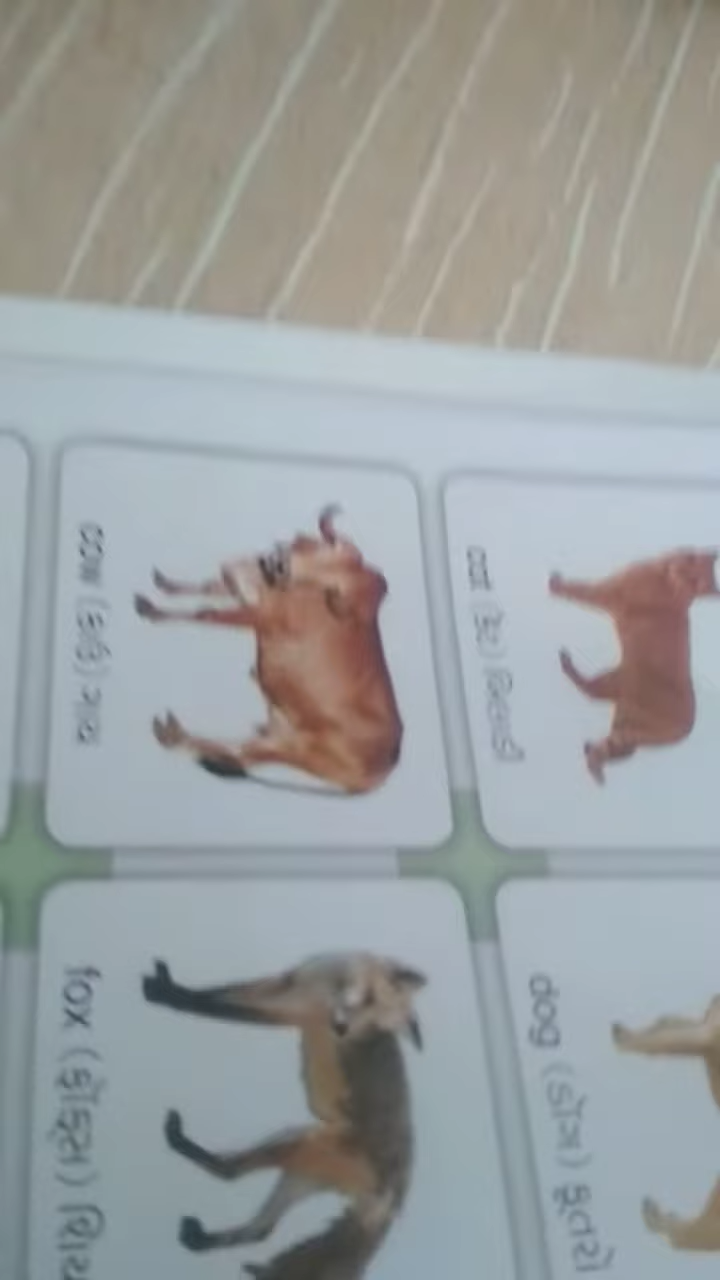 cat (કેટ) બિલાડી
cow (કાઉ) ગાય
dog (ડૉગ) કૂતરો
fox (ફૉક્સ)